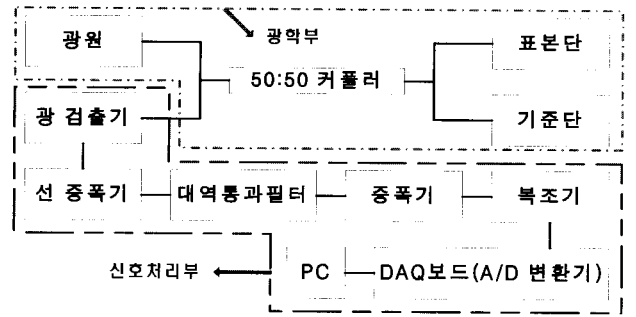 광원
광학부
표본단
50:50 커플러
광 검출기
기준단
선 증폭기
대역통과필터
증폭기
복조기
신호처리부
PC
DAQ보드(A/D 변환기)